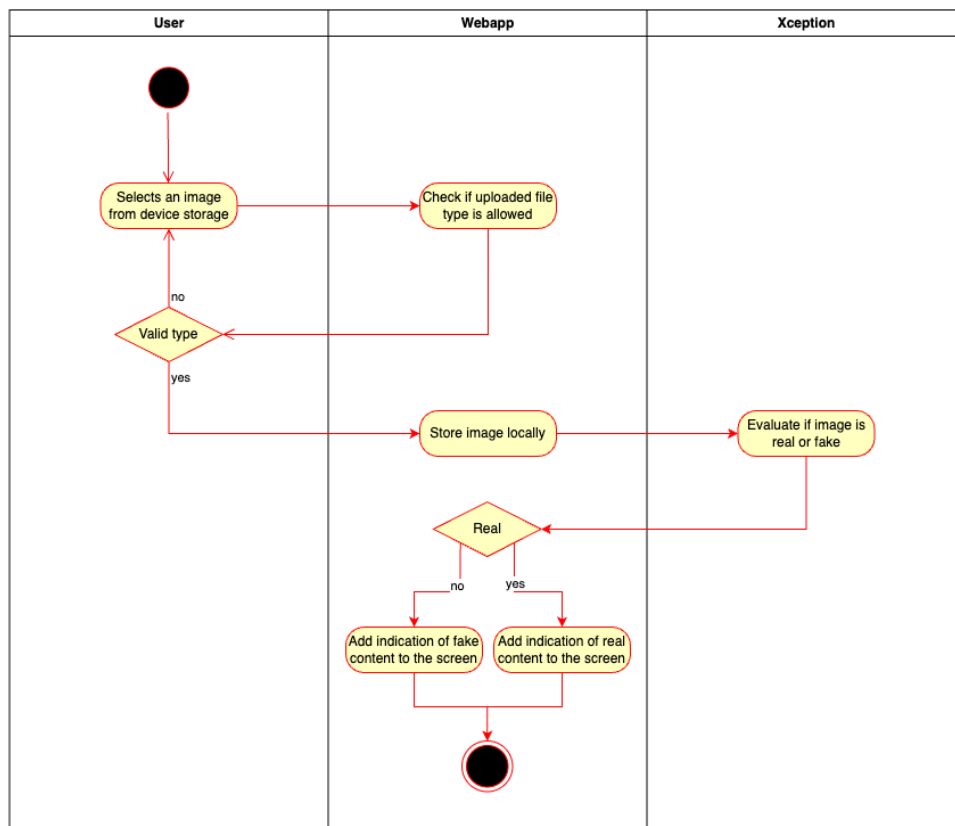 User
Webapp
Xception
Selects an image
from device storage
Check if uploaded file
type is allowed
no
Valid type
yes
Store image locally
Evaluate if image is
real or fake
Real
no
yes
Add indication of fake
content to the screen
Add indication of real
content to the screen